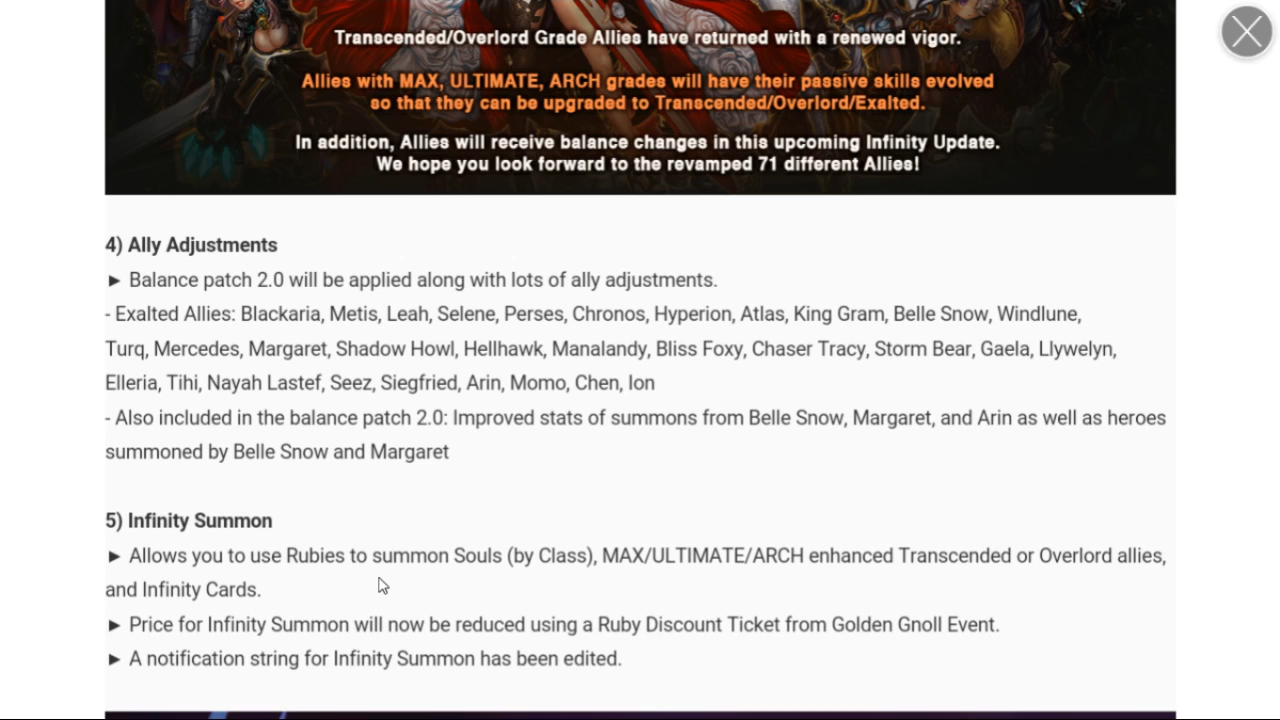 Transcended/Overlord Grade Allies have returned with a renewed vigor.
Allies with MAX, ULTIMATE, ARCH grades will have their passive skills evolved
so that they can be upgraded to Transcended/Overlord/Exalted.
In addition, Allies will receive balance changes in this upcoming Infinity Update.
We hope you look forward to the revamped 71 different Allies!
4) Ally Adjustments
► Balance patch 2.0 will be applied along with lots of ally adjustments.
- Exalted Allies: Blackaria, Metis, Leah, Selene, Perses, Chronos, Hyperion, Atlas, King Gram, Belle Snow, Windlune,
Turq, Mercedes, Margaret, Shadow Howl, Hellhawk, Manalandy, Bliss Foxy, Chaser Tracy, Storm Bear, Gaela, Llywelyn,
Elleria, Tihi, Nayah Lastef, Seez, Siegfried, Arin, Momo, Chen, Ion
- Also included in the balance patch 2.0: Improved stats of summons from Belle Snow, Margaret, and Arin as well as heroes
summoned by Belle Snow and Margaret
5) Infinity Summon
► Allows you to use Rubies to summon Souls (by Class), MAX/ULTIMATE/ARCH enhanced Transcended or Overlord allies,
and Infinity Cards.
► Price for Infinity Summon will now be reduced using a Ruby Discount Ticket from Golden Gnoll Event.
► A notification string for Infinity Summon has been edited.